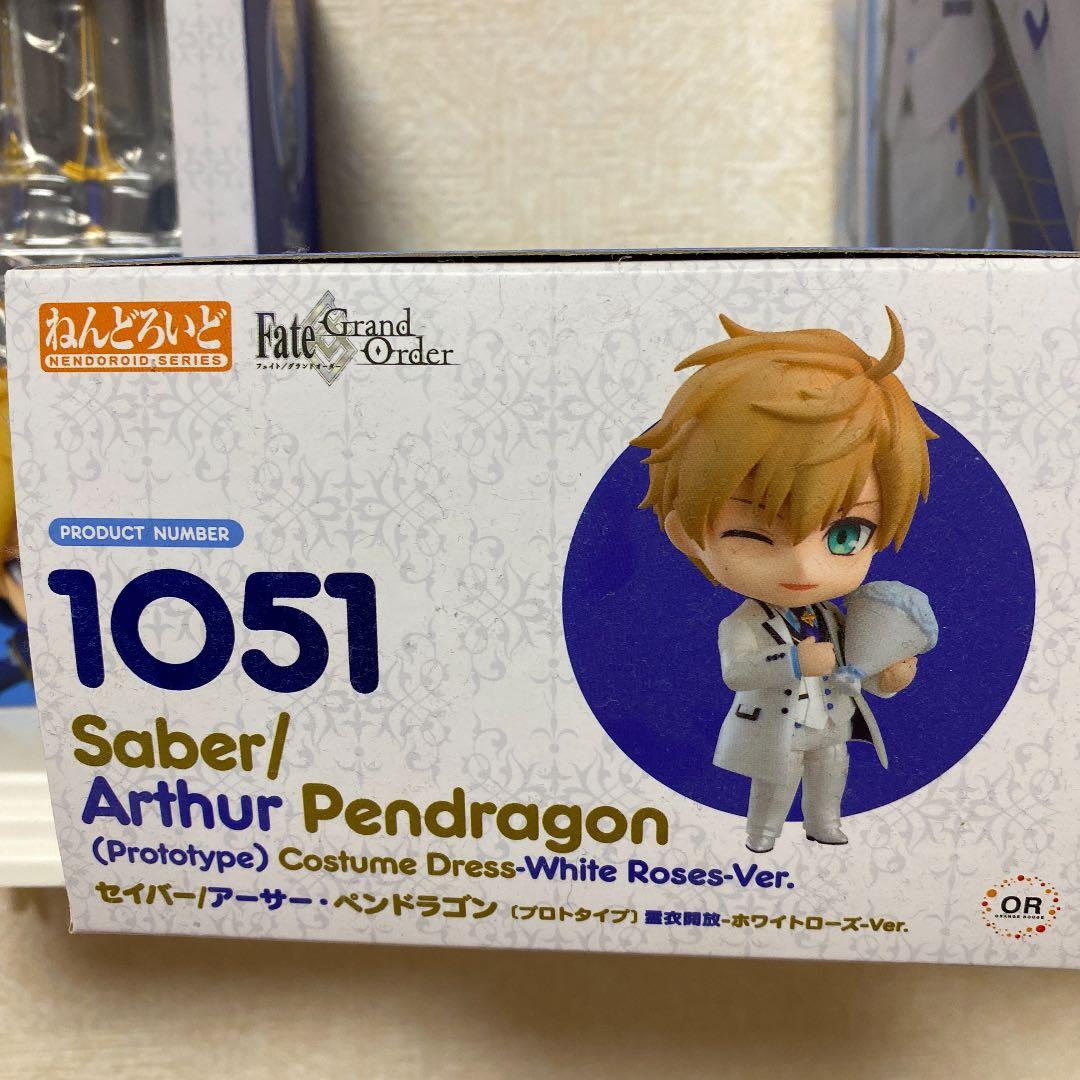 ねんどろいど
NENDOROID SERIES
Fate Grand Order
フェイト/グランドオーダー
PRODUCT NUMBER
1051
Saber/
Arthur Pendragon
(Prototype) Costume Dress-White Roses-Ver.
セイバー/アーサー・ペンドラゴン〔プロトタイプ〕霊衣開放-ホワイトローズ-Ver.
OR
ORANGE ROUGE